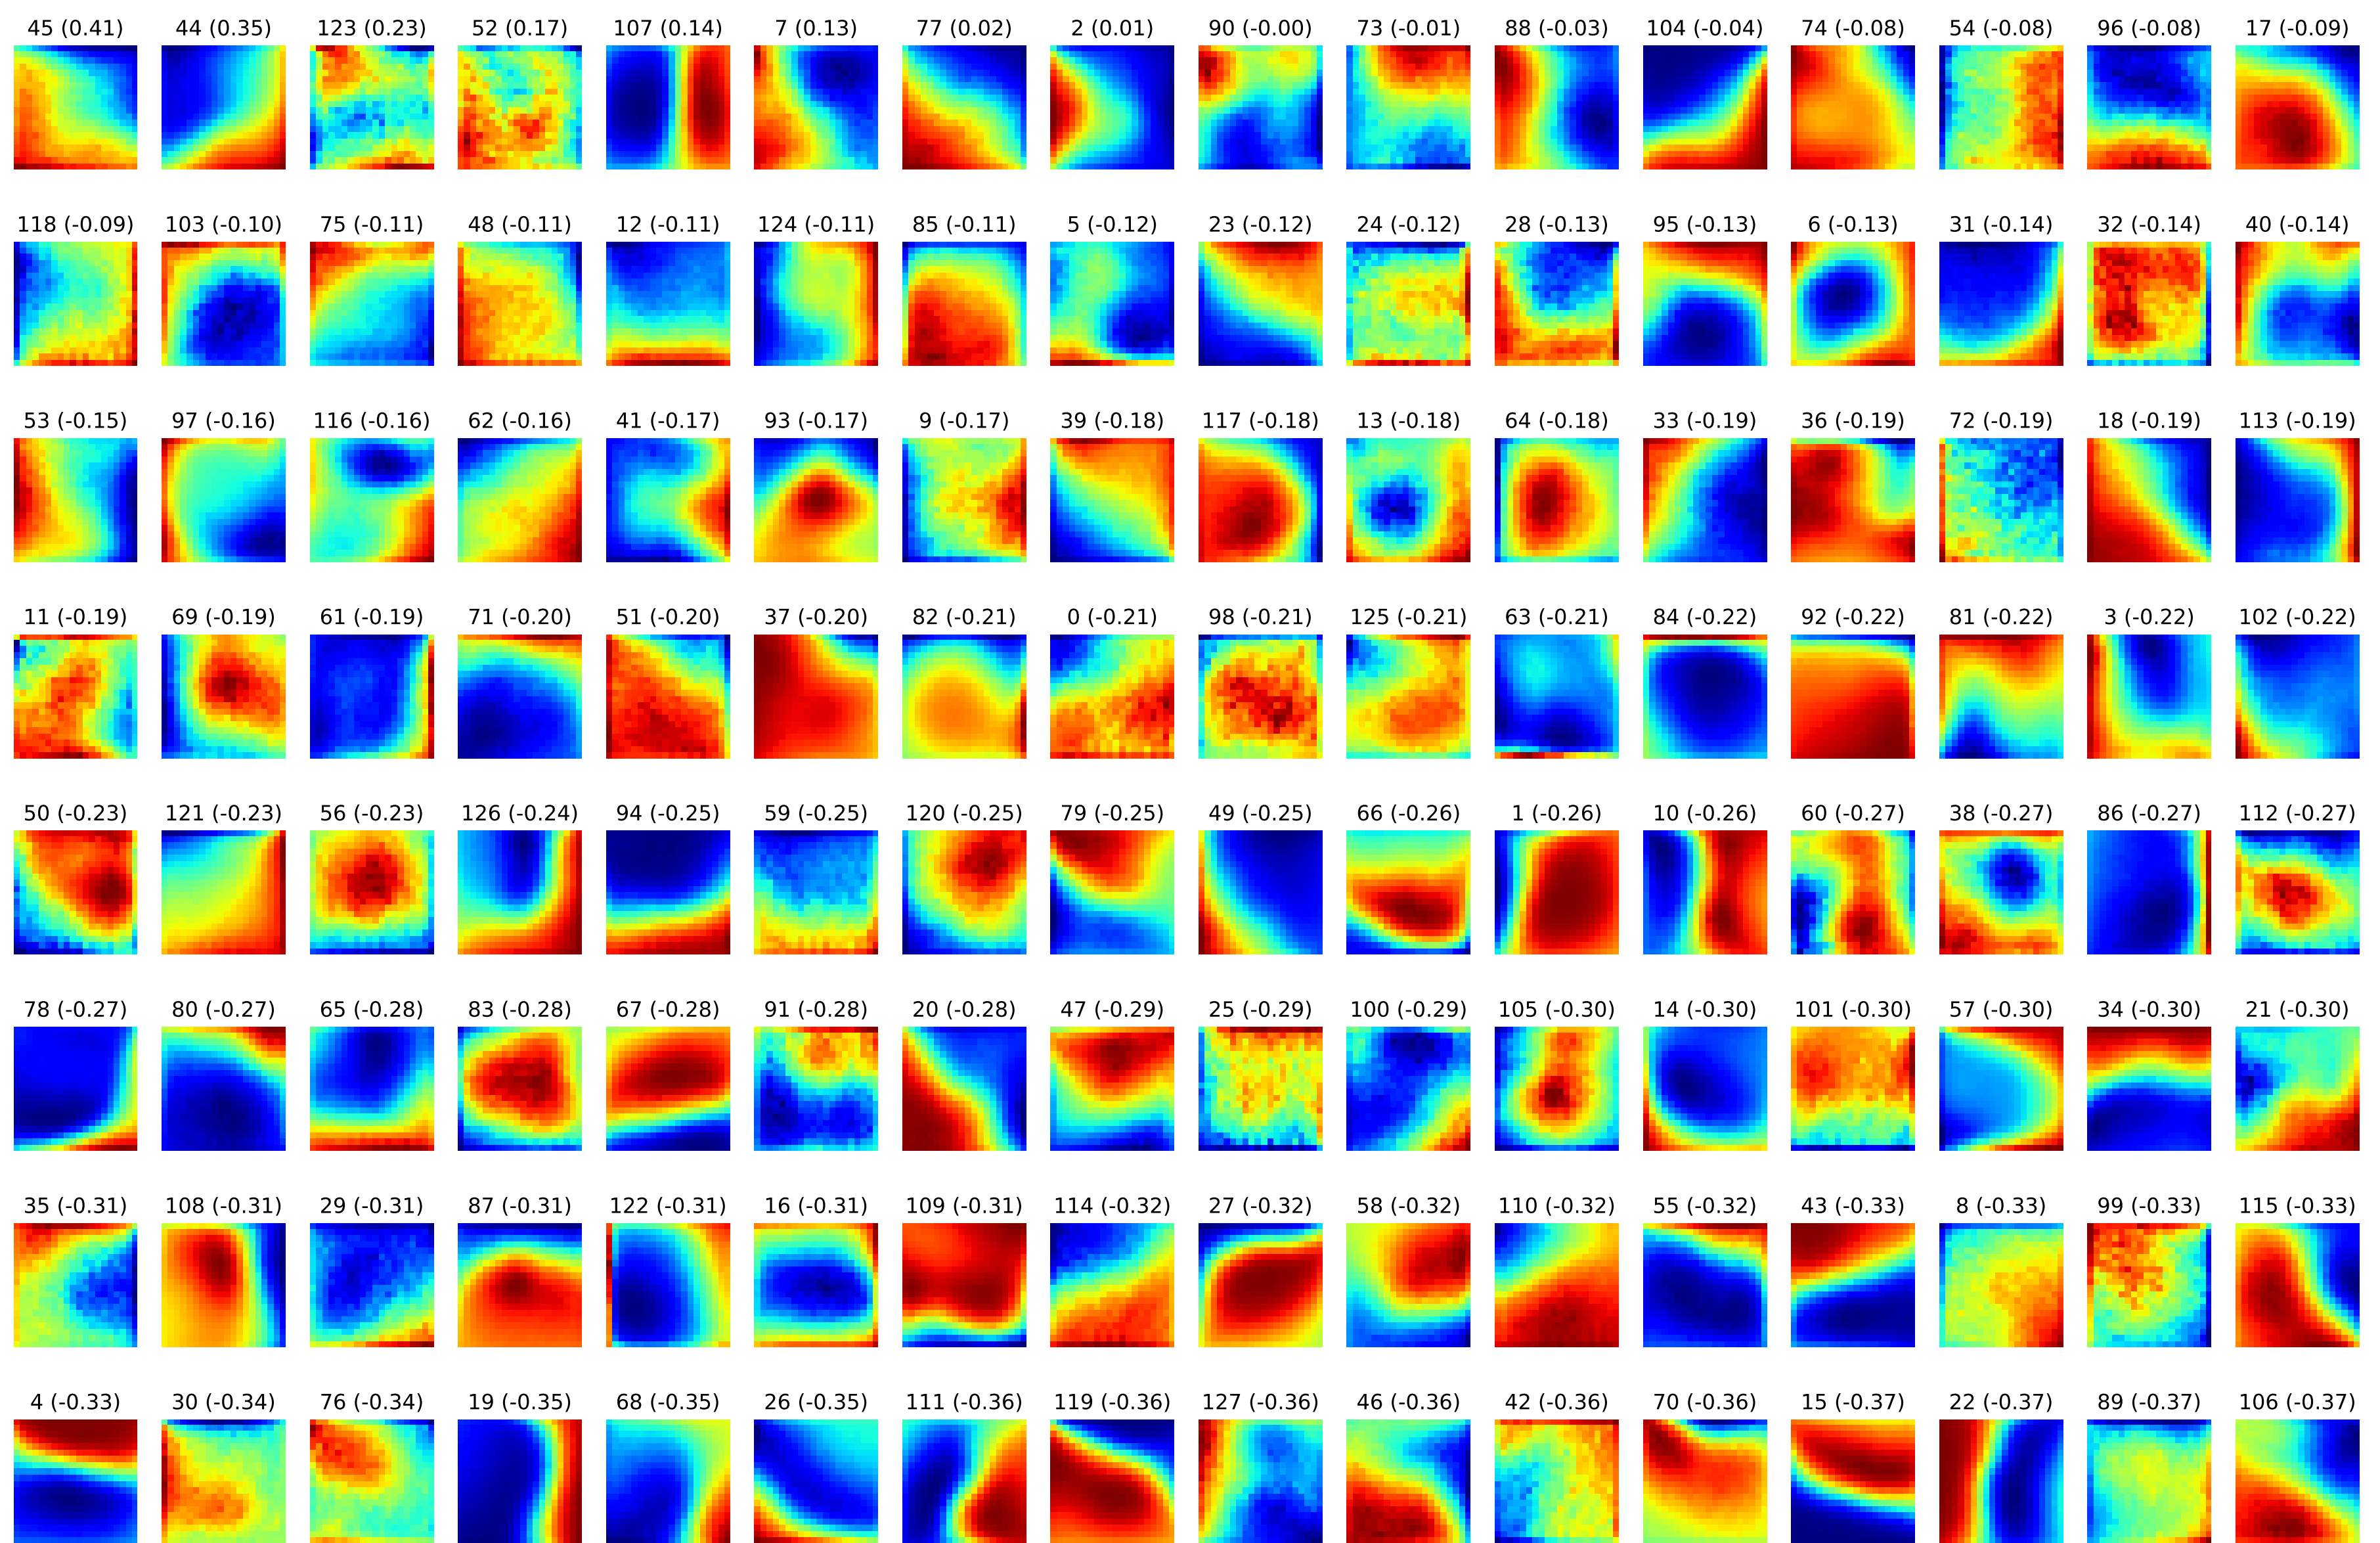 45 (0.41) 44 (0.35) 123 (0.23) 52 (0.17) 107 (0.14) 7 (0.13) 77 (0.02) 2 (0.01) 90 (-0.00) 73 (-0.01) 88 (-0.03) 104 (-0.04) 74 (-0.08) 54 (-0.08) 96 (-0.08) 17 (-0.09)
118 (-0.09) 103 (-0.10) 75 (-0.11) 48 (-0.11) 12 (-0.11) 124 (-0.11) 85 (-0.11) 5 (-0.12) 23 (-0.12) 24 (-0.12) 28 (-0.13) 95 (-0.13) 6 (-0.13) 31 (-0.14) 32 (-0.14) 40 (-0.14)
53 (-0.15) 97 (-0.16) 116 (-0.16) 62 (-0.16) 41 (-0.17) 93 (-0.17) 9 (-0.17) 39 (-0.18) 117 (-0.18) 13 (-0.18) 64 (-0.18) 33 (-0.19) 36 (-0.19) 72 (-0.19) 18 (-0.19) 113 (-0.19)
11 (-0.19) 69 (-0.19) 61 (-0.19) 71 (-0.20) 51 (-0.20) 37 (-0.20) 82 (-0.21) 0 (-0.21) 98 (-0.21) 125 (-0.21) 63 (-0.21) 84 (-0.22) 92 (-0.22) 81 (-0.22) 3 (-0.22) 102 (-0.22)
50 (-0.23) 121 (-0.23) 56 (-0.23) 126 (-0.24) 94 (-0.25) 59 (-0.25) 120 (-0.25) 79 (-0.25) 49 (-0.25) 66 (-0.26) 1 (-0.26) 10 (-0.26) 60 (-0.27) 38 (-0.27) 86 (-0.27) 112 (-0.27)
78 (-0.27) 80 (-0.27) 65 (-0.28) 83 (-0.28) 67 (-0.28) 91 (-0.28) 20 (-0.28) 47 (-0.29) 25 (-0.29) 100 (-0.29) 105 (-0.30) 14 (-0.30) 101 (-0.30) 57 (-0.30) 34 (-0.30) 21 (-0.30)
35 (-0.31) 108 (-0.31) 29 (-0.31) 87 (-0.31) 122 (-0.31) 16 (-0.31) 109 (-0.31) 114 (-0.32) 27 (-0.32) 58 (-0.32) 110 (-0.32) 55 (-0.32) 43 (-0.33) 8 (-0.33) 99 (-0.33) 115 (-0.33)
4 (-0.33) 30 (-0.34) 76 (-0.34) 19 (-0.35) 68 (-0.35) 26 (-0.35) 111 (-0.36) 119 (-0.36) 127 (-0.36) 46 (-0.36) 42 (-0.36) 70 (-0.36) 15 (-0.37) 22 (-0.37) 89 (-0.37) 106 (-0.37)